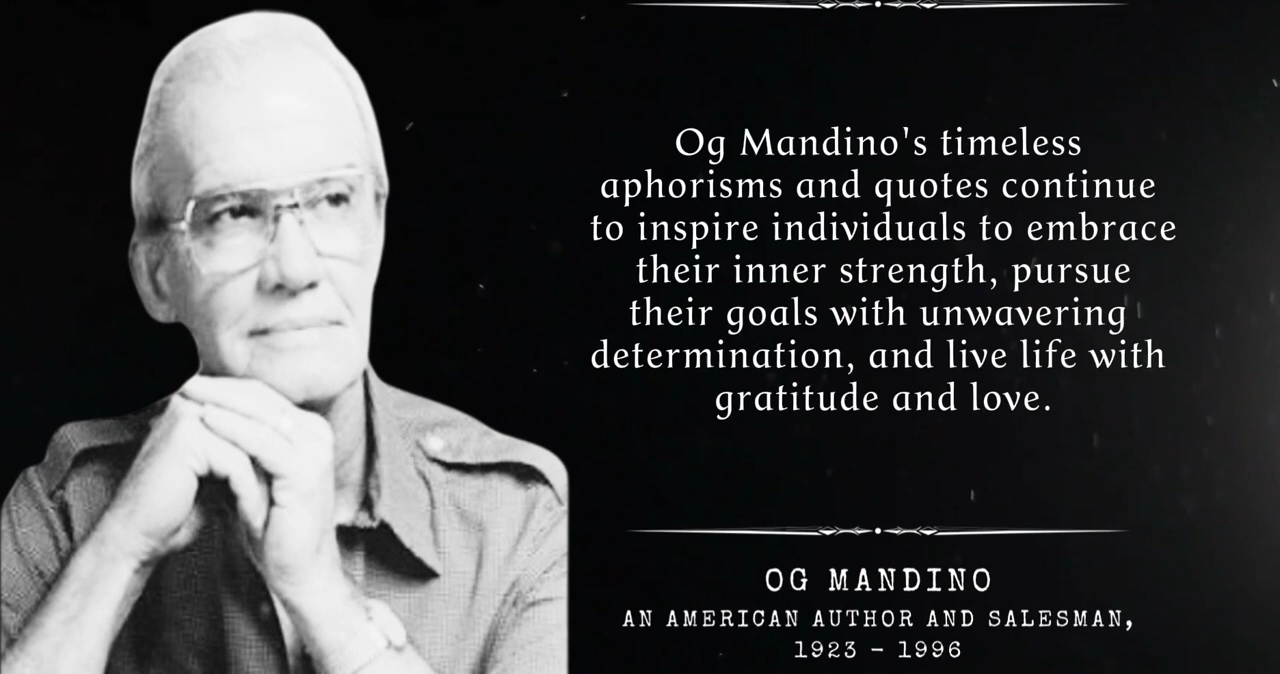 Og Mandino's timeless
aphorisms and quotes continue
to inspire individuals to embrace
their inner strength, pursue
their goals with unwavering
determination, and live life with
gratitude and love.
OG MANDINO
AN AMERICAN AUTHOR AND SALESMAN,
1923 – 1996